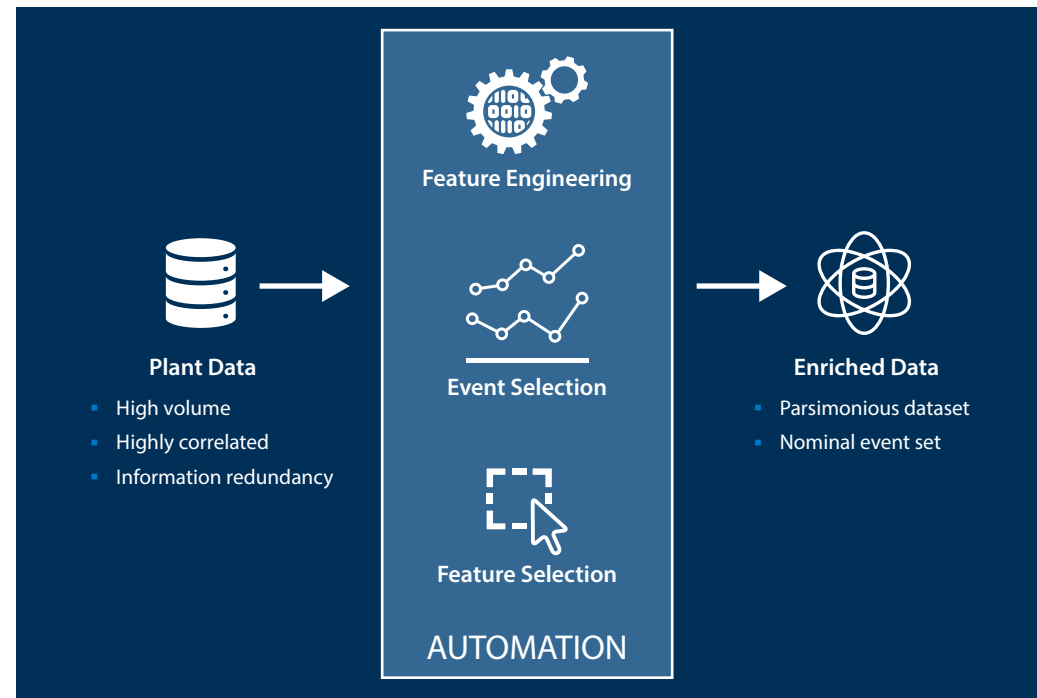 Plant Data
High volume
Highly correlated
Information redundancy
Feature Engineering
Event Selection
Feature Selection
AUTOMATION
Enriched Data
Parsimonious dataset
Nominal event set